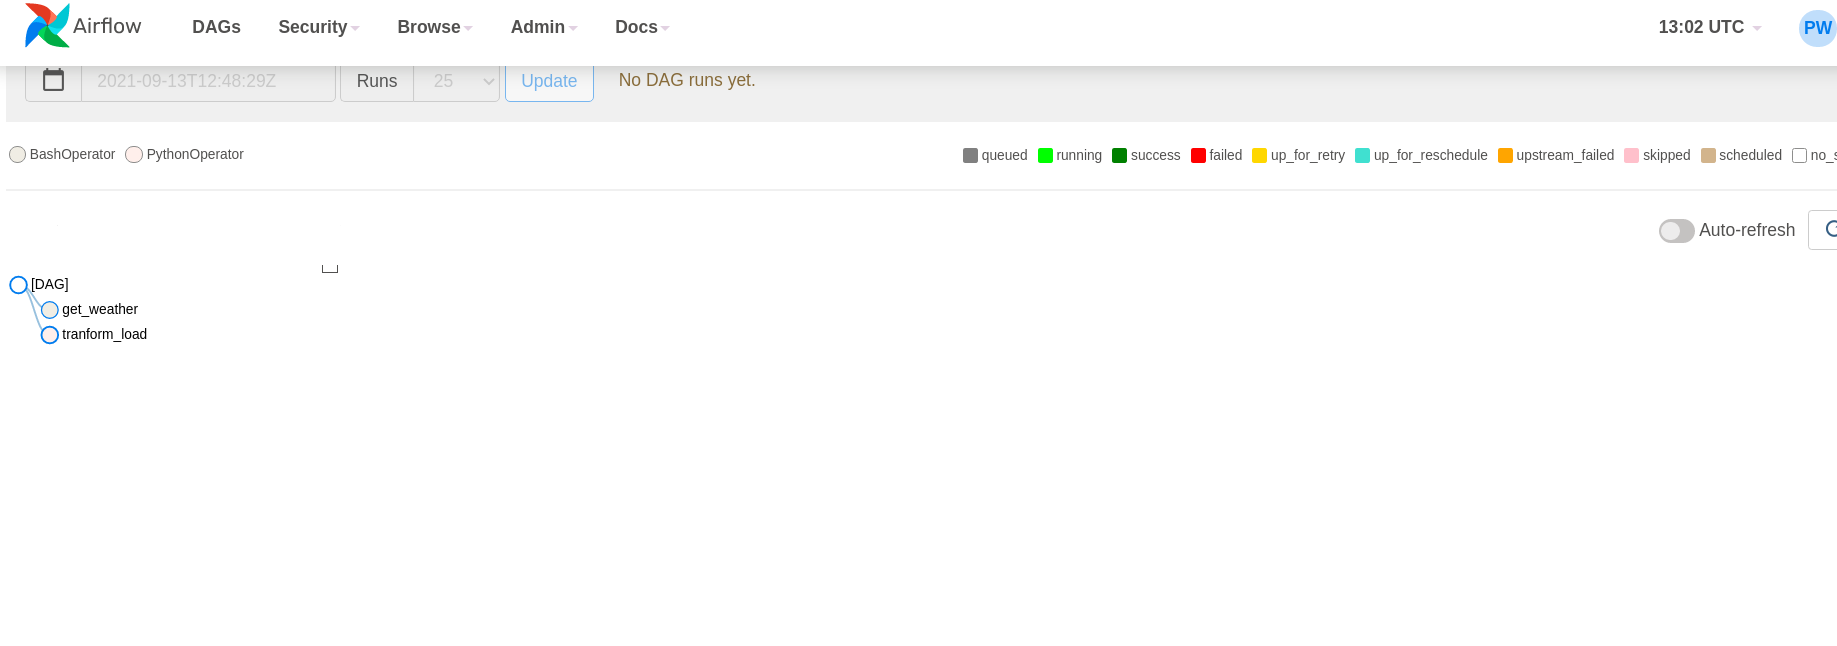 Airflow DAGs Security Browse Admin Docs 13:02 UTC PW
2021-09-13T12:48:29Z Runs 25 Update No DAG runs yet.
BashOperator PythonOperator queued running success failed up_for_retry up_for_reschedule upstream_failed skipped scheduled no_s
Auto-refresh
[DAG]
get_weather
tranform_load